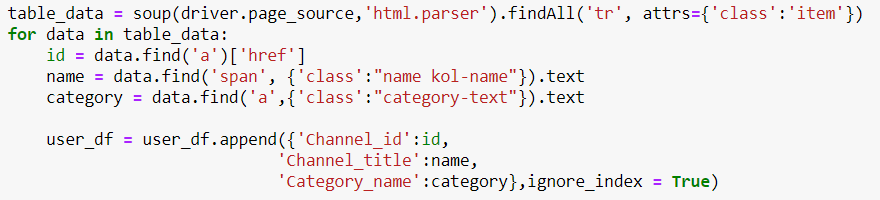 table_data = soup(driver.page_source,'html.parser').findAll('tr', attrs={'class':'item'})
for data in table_data:
    id = data.find('a')['href']
    name = data.find('span', {'class':"name kol-name"}).text
    category = data.find('a',{'class':"category-text"}).text
    user_df = user_df.append({'Channel_id':id,
                              'Channel_title':name,
                              'Category_name':category},ignore_index = True)